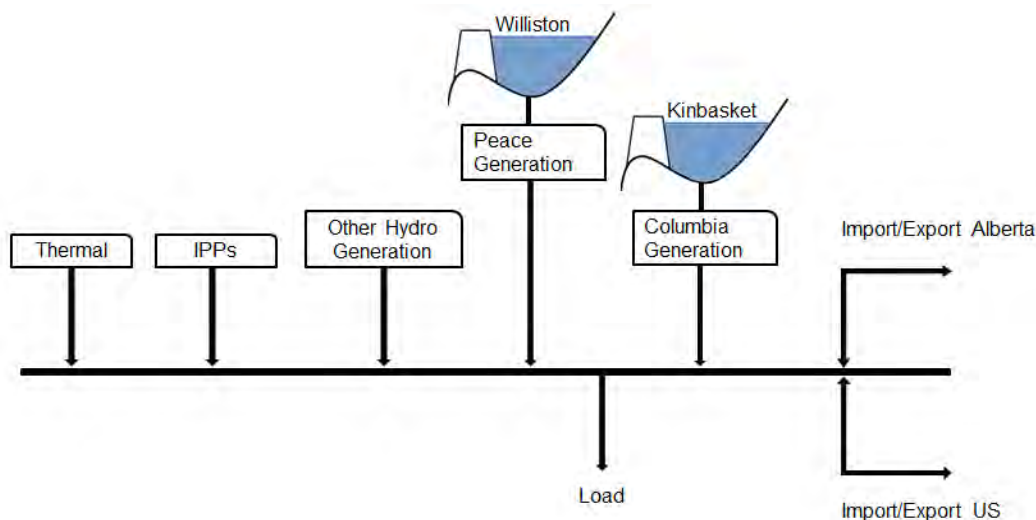 Williston
Peace
Generation
Kinbasket
Columbia
Generation
Other Hydro
Generation
Thermal
IPPs
Import/Export Alberta
Load
Import/Export US